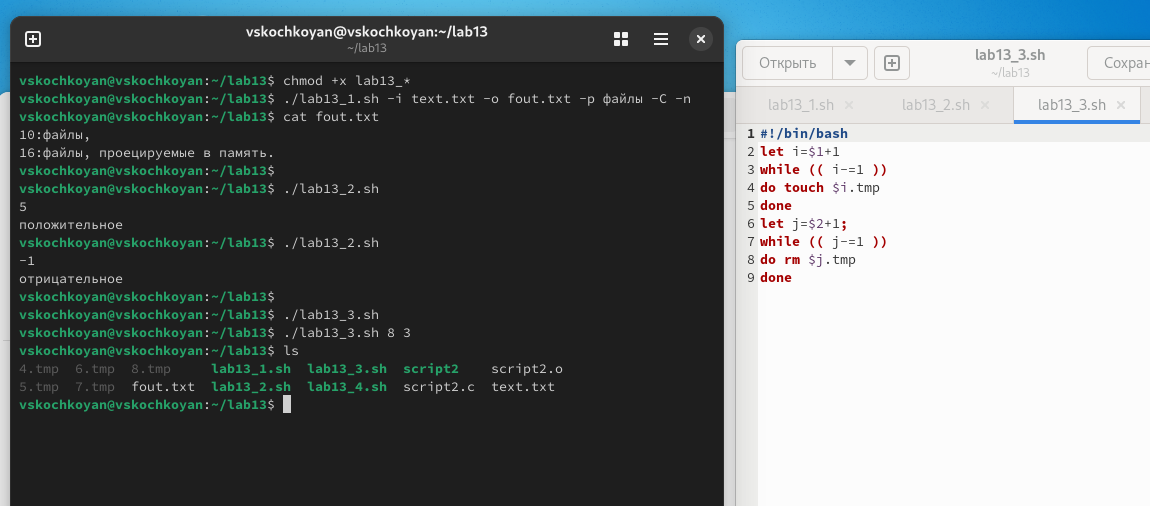 vskochkoyan@vskochkoyan:~/lab13
~/lab13
vskochkoyan@vskochkoyan:~/lab13$ chmod +x lab13_*
vskochkoyan@vskochkoyan:~/lab13$ ./lab13_1.sh -i text.txt -o fout.txt -p файлы -C -n
vskochkoyan@vskochkoyan:~/lab13$ cat fout.txt
10:файлы,
16:файлы, проецируемые в память.
vskochkoyan@vskochkoyan:~/lab13$
vskochkoyan@vskochkoyan:~/lab13$ ./lab13_2.sh
5
положительное
vskochkoyan@vskochkoyan:~/lab13$ ./lab13_2.sh
-1
отрицательное
vskochkoyan@vskochkoyan:~/lab13$
vskochkoyan@vskochkoyan:~/lab13$ ./lab13_3.sh
vskochkoyan@vskochkoyan:~/lab13$ ./lab13_3.sh 8 3
vskochkoyan@vskochkoyan:~/lab13$ ls
4.tmp 6.tmp 8.tmp lab13_1.sh lab13_3.sh script2 script2.o
5.tmp 7.tmp fout.txt lab13_2.sh lab13_4.sh script2.c text.txt
vskochkoyan@vskochkoyan:~/lab13$
Открыть
lab13_3.sh
~/lab13
Сохран
lab13_1.sh
lab13_2.sh
lab13_3.sh
1 #!/bin/bash
2 let i=$1+1
3 while (( i-=1 ))
4 do touch $i.tmp
5 done
6 let j=$2+1;
7 while (( j-=1 ))
8 do rm $j.tmp
9 done